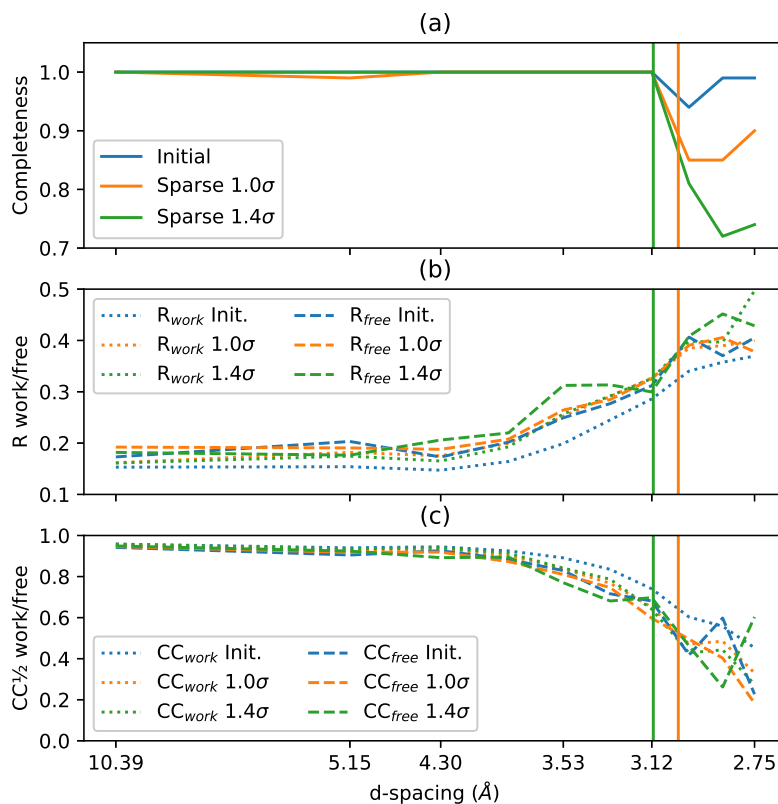 (a)
Completeness
1.0
0.9
0.8
0.7
Initial
Sparse 1.0σ
Sparse 1.4σ
(b)
R work/free
0.5
0.4
0.3
0.2
0.1
R_work Init.
R_work 1.0σ
R_work 1.4σ
R_free Init.
R_free 1.0σ
R_free 1.4σ
(c)
CC½ work/free
1.0
0.8
0.6
0.4
0.2
0.0
CC_work Init.
CC_work 1.0σ
CC_work 1.4σ
CC_free Init.
CC_free 1.0σ
CC_free 1.4σ
10.39 5.15 4.30 3.53 3.12 2.75
d-spacing (Å)